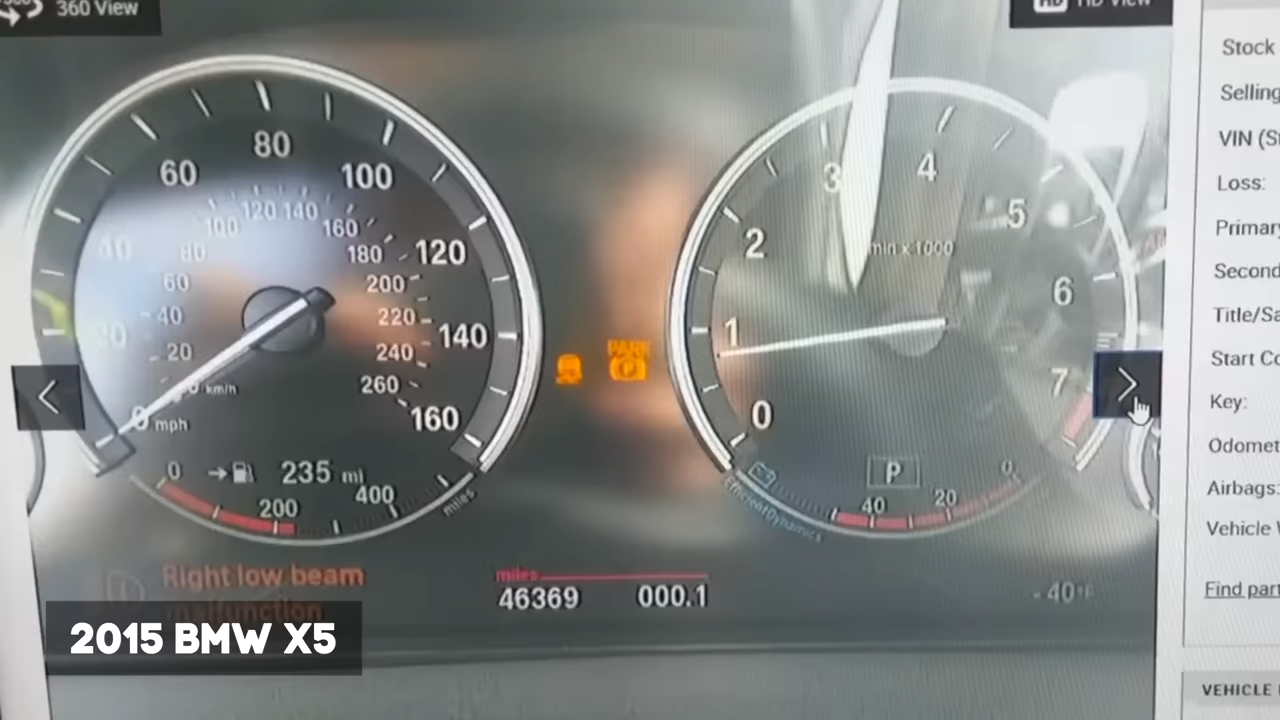 360 View
HD View
Stock
Selling
VIN (S
Loss:
Primary
Second
Title/Sa
Start Co
Key:
Odomet
Airbags:
Vehicle
Find part
VEHICLE
60
80
100
120
140
160
40
20
0
mph
20
40
60
80
100
120
140
160
180
200
220
240
260
km/h
0
235 mi
200
400
miles
PARK
P
0
1
2
3
4
5
6
7
min x 1000
P
40
20
0
EfficientDynamics
Right low beam
malfunction
miles
46369 000.1
-40°F
2015 BMW X5